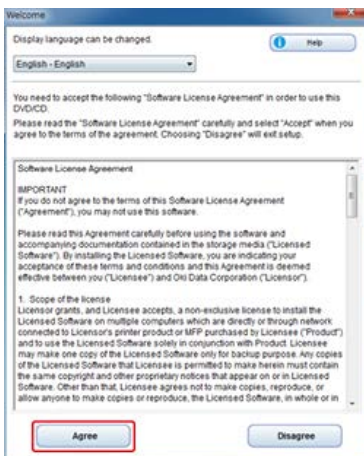 Welcome
Display language can be changed.
Help
English - English
You need to accept the following "Software License Agreement" in order to use this
DVD/CD.
Please read the "Software License Agreement" carefully and select "Accept" when you
agree to the terms of the agreement. Choosing "Disagree" will exit setup.
Software License Agreement
IMPORTANT
If you do not agree to the terms of this Software License Agreement
("Agreement"), you may not use this software.
Please read this Agreement carefully before using the software and
accompanying documentation contained in the storage media ("Licensed
Software"). By installing the Licensed Software, you are indicating your
acceptance of these terms and conditions and this Agreement is deemed
effective between you ("Licensee") and Oki Data Corporation ("Licensor").
1. Scope of the license
Licensor grants, and Licensee accepts, a non-exclusive license to install the
Licensed Software on multiple computers which are directly or through network
connected to Licensor's printer product or MFP purchased by Licensee ("Product")
and to use the Licensed Software solely in conjunction with Product. Licensee
may make one copy of the Licensed Software only for backup purpose. Any copies
of the Licensed Software that Licensee is permitted to make herein must contain
the same copyright and other proprietary notices that appear on or in Licensed
Software. Other than that, Licensee agrees not to make copies, reproduce, or
allow anyone to make copies or reproduce, the Licensed Software, in whole or in
Agree
Disagree